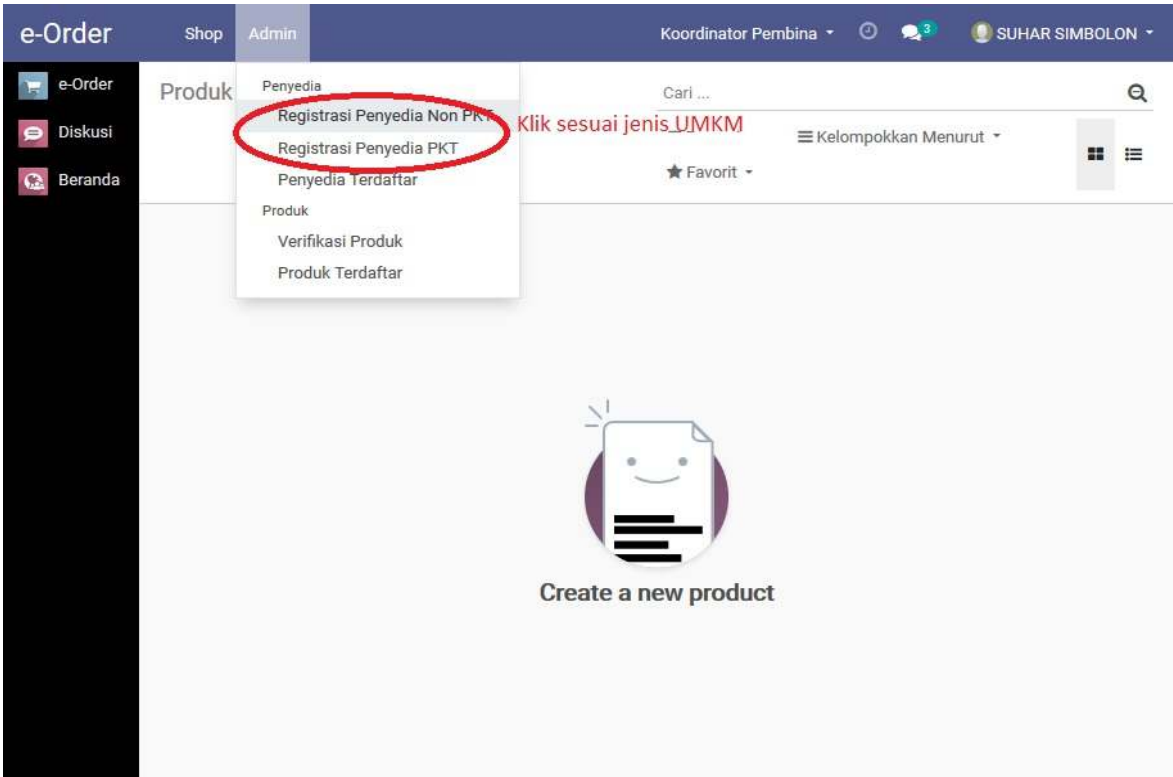 e-Order Shop Admin Koordinator Pembina 3 SUHAR SIMBOLON
e-Order
Diskusi
Beranda
Produk
Cari ...
Penyedia
Registrasi Penyedia Non PKT
Registrasi Penyedia PKT
Penyedia Terdaftar
Produk
Verifikasi Produk
Produk Terdaftar
Klik sesuai jenis UMKM
Kelompokkan Menurut
Favorit
Create a new product